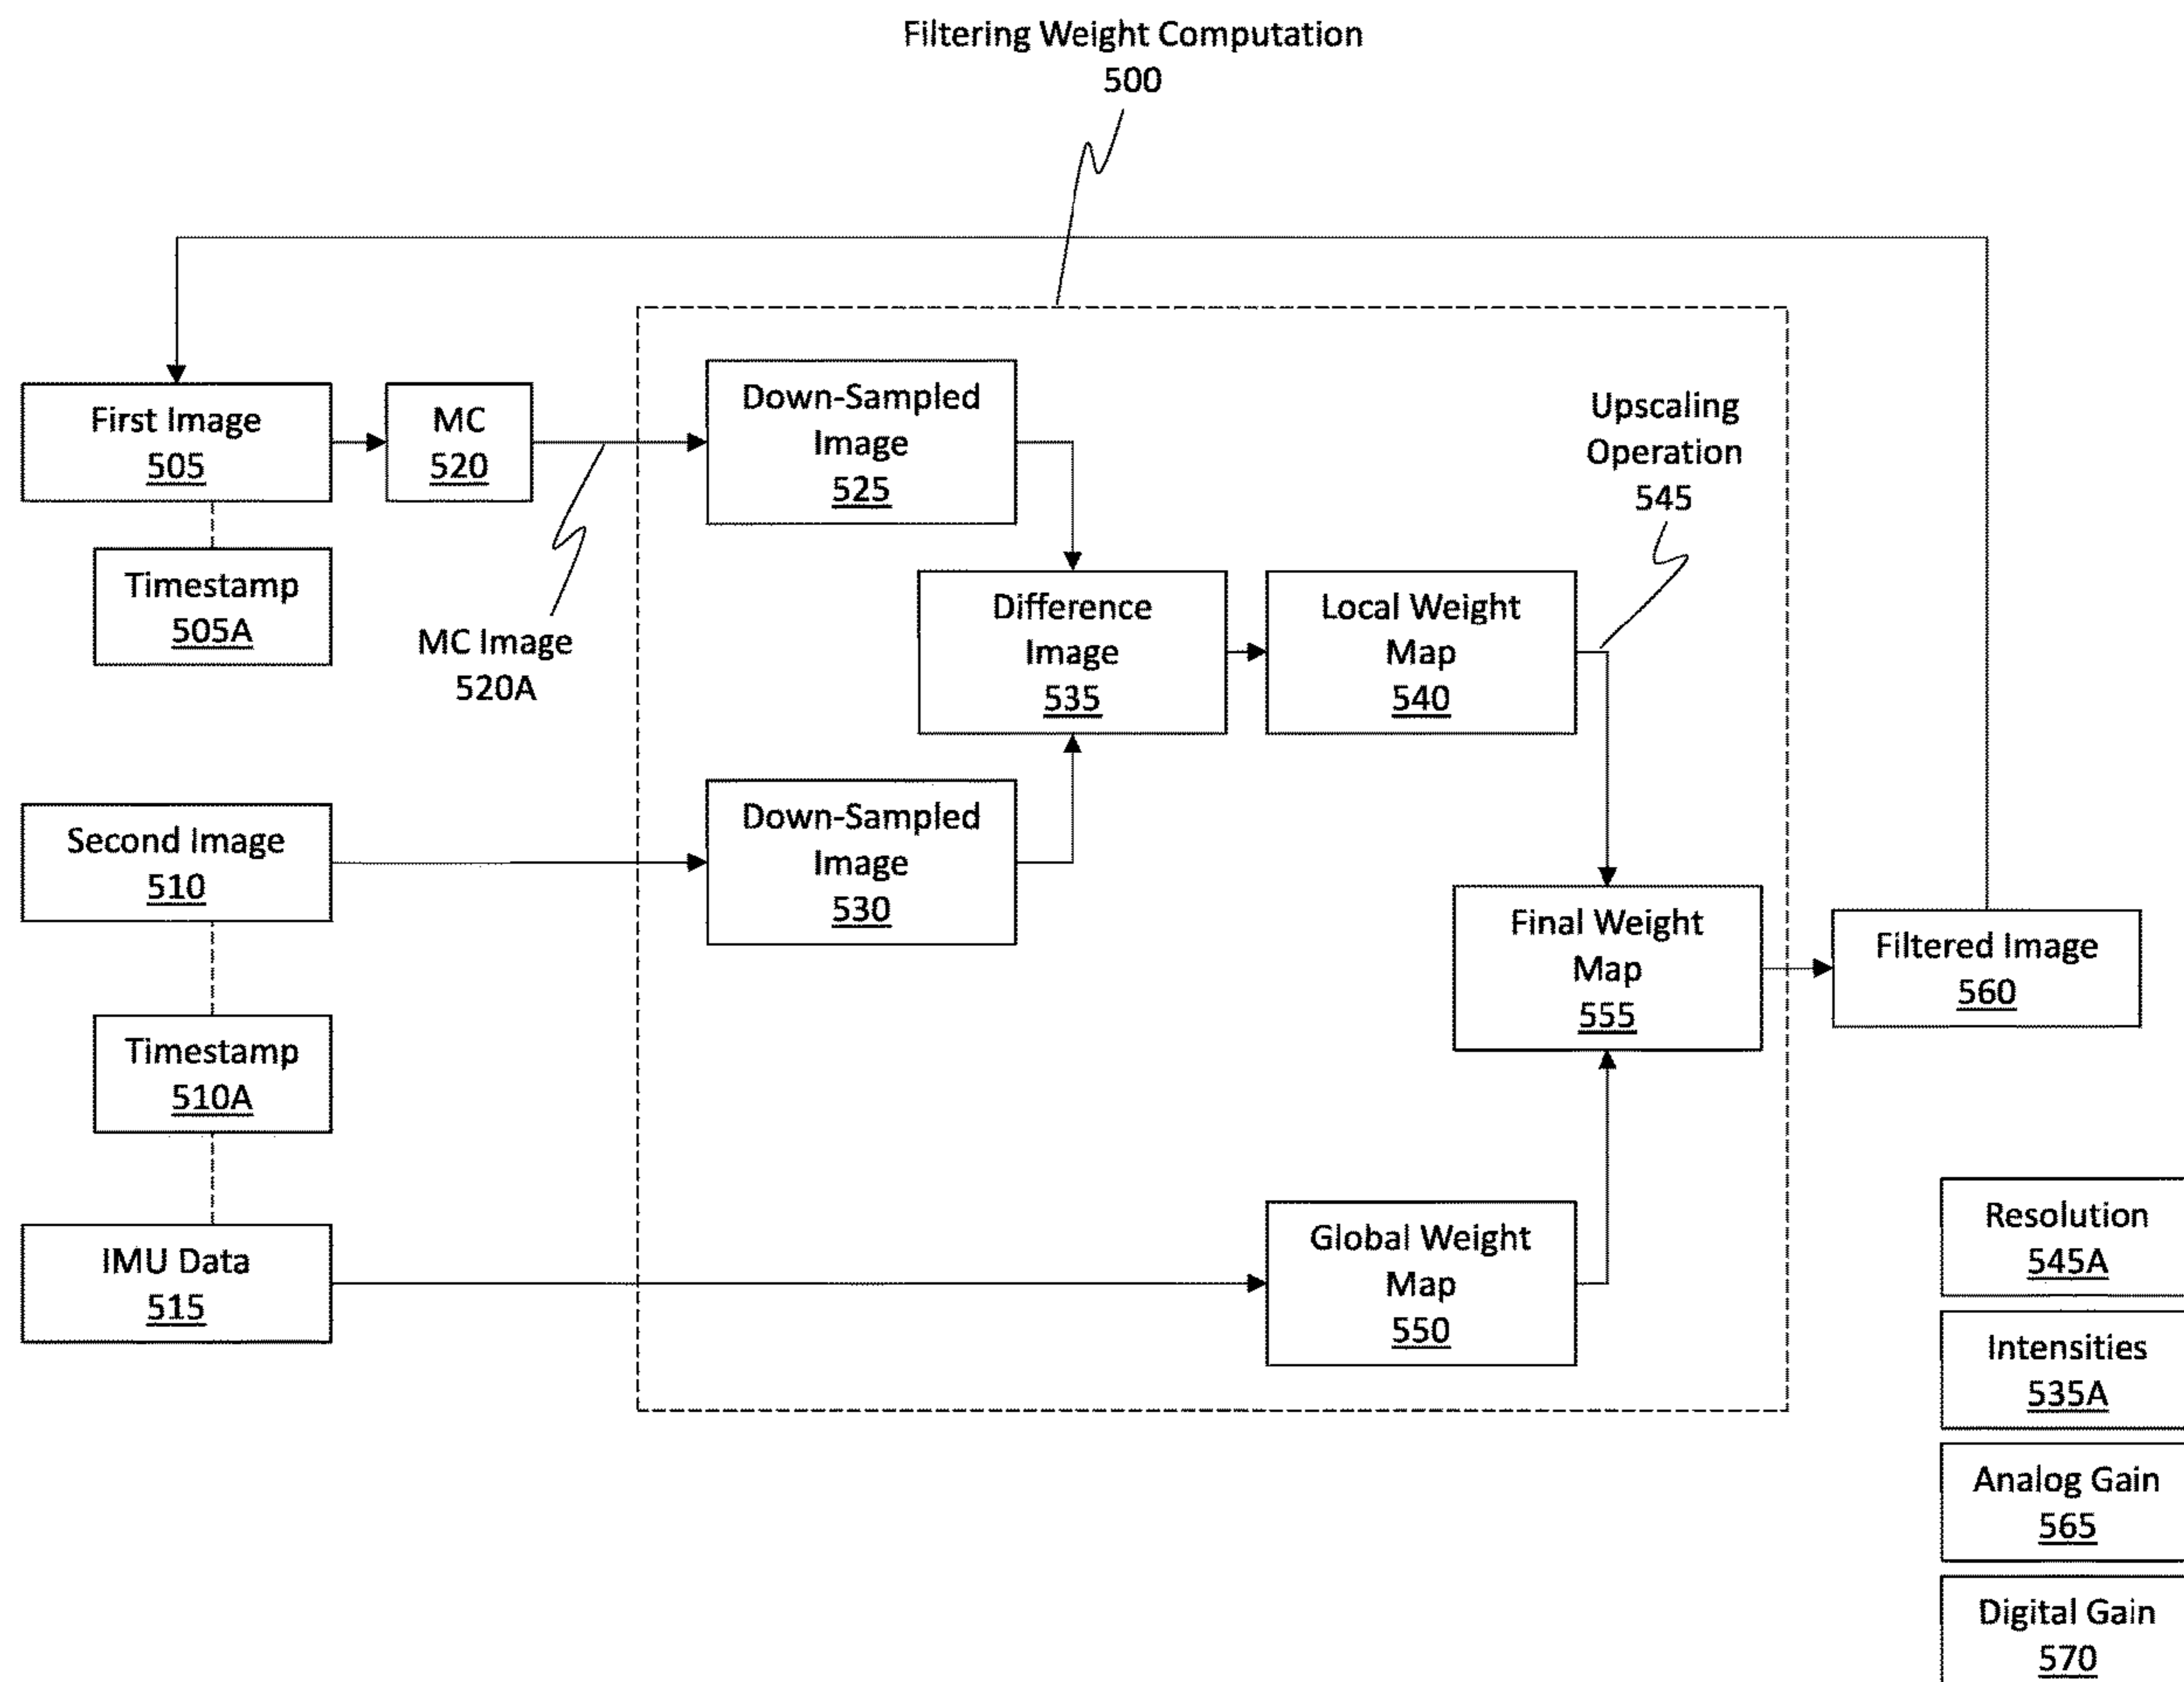 Filtering Weight Computation
500
First Image
505
MC
520
Down-Sampled
Image
525
Upscaling
Operation
545
Timestamp
505A
MC Image
520A
Difference
Image
535
Local Weight
Map
540
Second Image
510
Down-Sampled
Image
530
Final Weight
Map
555
Filtered Image
560
Timestamp
510A
IMU Data
515
Global Weight
Map
550
Resolution
545A
Intensities
535A
Analog Gain
565
Digital Gain
570